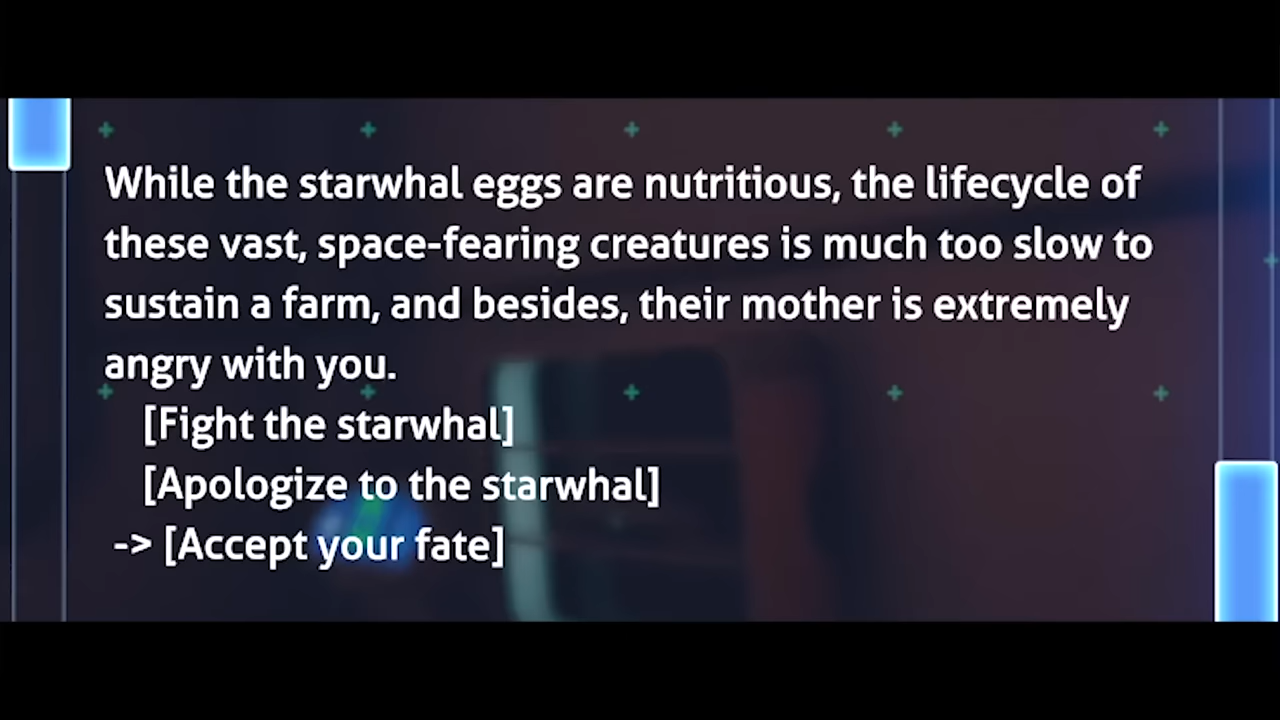 While the starwhal eggs are nutritious, the lifecycle of
these vast, space-fearing creatures is much too slow to
sustain a farm, and besides, their mother is extremely
angry with you.
[Fight the starwhal]
[Apologize to the starwhal]
-> [Accept your fate]